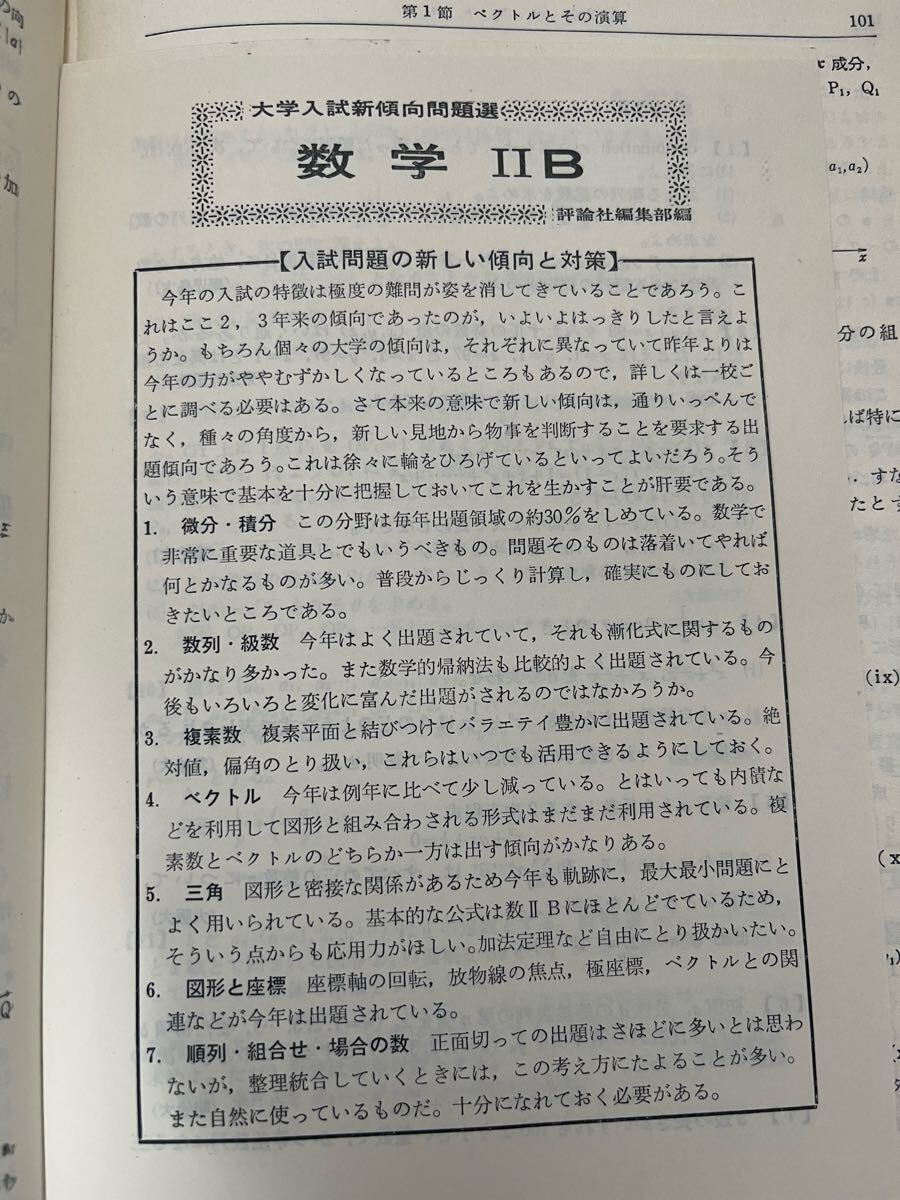 第1節 ベクトルとその演算
101
大学入試新傾向問題選
数学 ⅡB
評論社編集部編
【入試問題の新しい傾向と対策】
今年の入試の特徴は極度の難問が姿を消してきていることであろう。こ
れはここ2，3年来の傾向であったのが，いよいよはっきりしたと言えよ
うか。もちろん個々の大学の傾向は，それぞれに異なっていて昨年よりは
今年の方がややむずかしくなっているところもあるので，詳しくは一校ご
とに調べる必要はある。さて本来の意味で新しい傾向は，通りいっぺんで
なく，種々の角度から，新しい見地から物事を判断することを要求する出
題傾向であろう。これは徐々に輪をひろげているといってよいだろう。そう
いう意味で基本を十分に把握しておいてこれを生かすことが肝要である。
1. 微分・積分 この分野は毎年出題領域の約30％をしめている。数学で
非常に重要な道具とでもいうべきもの。問題そのものは落着いてやれば
何とかなるものが多い。普段からじっくり計算し，確実にものにしてお
きたいところである。
2. 数列・級数 今年はよく出題されていて，それも漸化式に関するもの
がかなり多かった。また数学的帰納法も比較的よく出題されている。今
後もいろいろと変化に富んだ出題がされるのではなかろうか。
3. 複素数 複素平面と結びつけてバラエテイ豊かに出題されている。絶
対値，偏角のとり扱い，これらはいつでも活用できるようにしておく。
4. ベクトル 今年は例年に比べて少し減っている。とはいっても内積な
どを利用して図形と組み合わされる形式はまだまだ利用されている。複
素数とベクトルのどちらか一方は出す傾向がかなりある。
5. 三角 図形と密接な関係があるため今年も軌跡に，最大最小問題にと
よく用いられている。基本的な公式は数ⅡBにほとんどでているため，
そういう点からも応用力がほしい。加法定理など自由にとり扱かいたい。
6. 図形と座標 座標軸の回転，放物線の焦点，極座標，ベクトルとの関
連などが今年は出題されている。
7. 順列・組合せ・場合の数 正面切っての出題はさほどに多いとは思わ
ないが，整理統合していくときには，この考え方にたよることが多い。
また自然に使っているものだ。十分になれておく必要がある。
x 成分，
P₁, Q₁
a₁,a₂)
x
分の組
れば特に
すな
たとす
(ix)
(x
Q